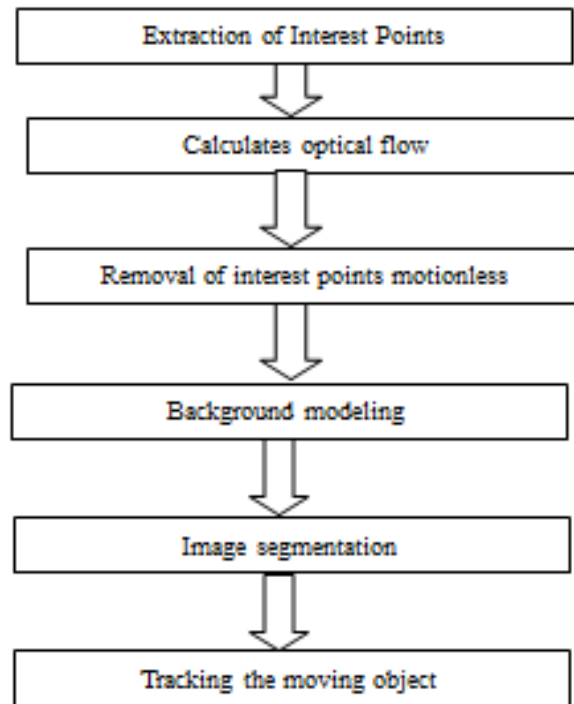 Extraction of Interest Points
Calculates optical flow
Removal of interest points motionless
Background modeling
Image segmentation
Tracking the moving object